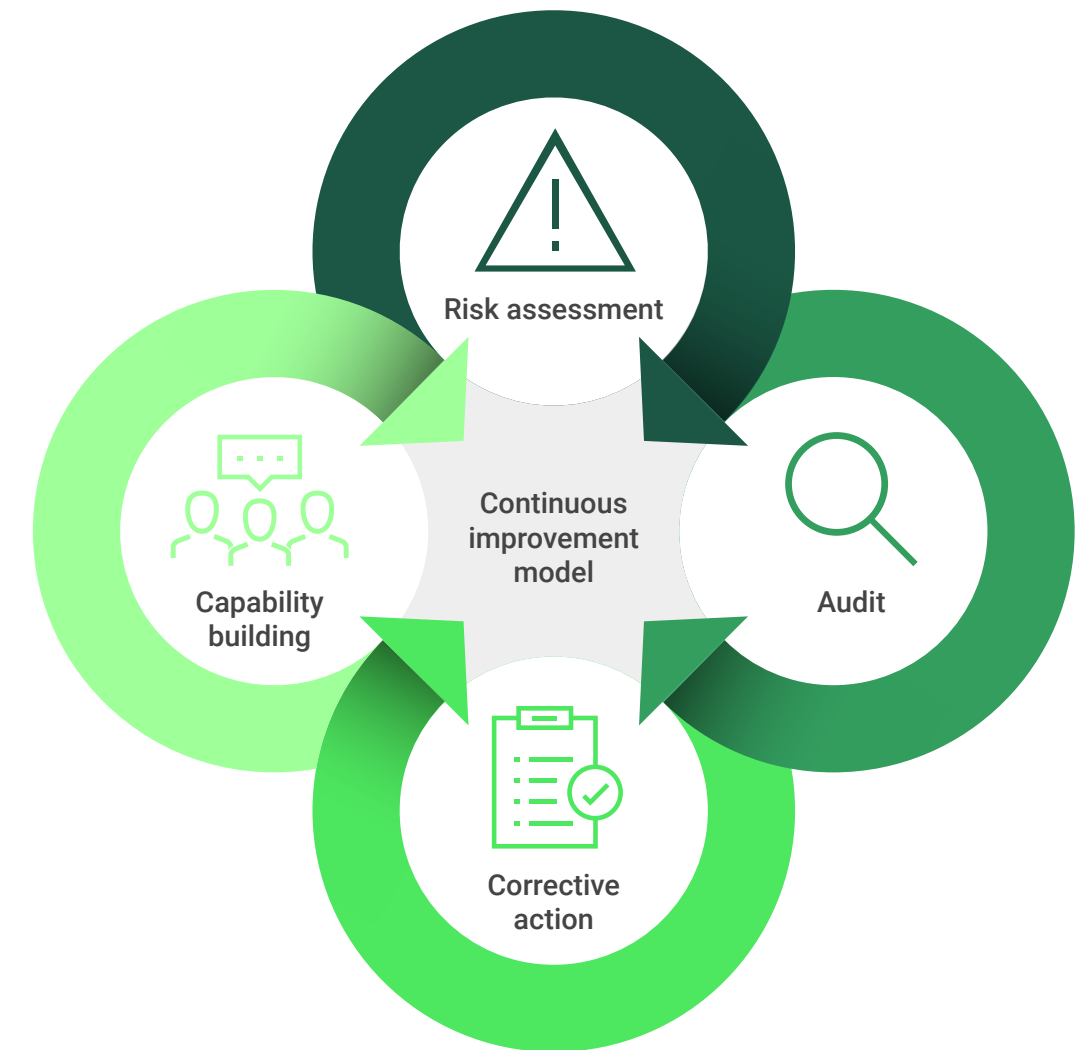 Risk assessment
Continuous
improvement
model
Capability
building
Audit
Corrective
action